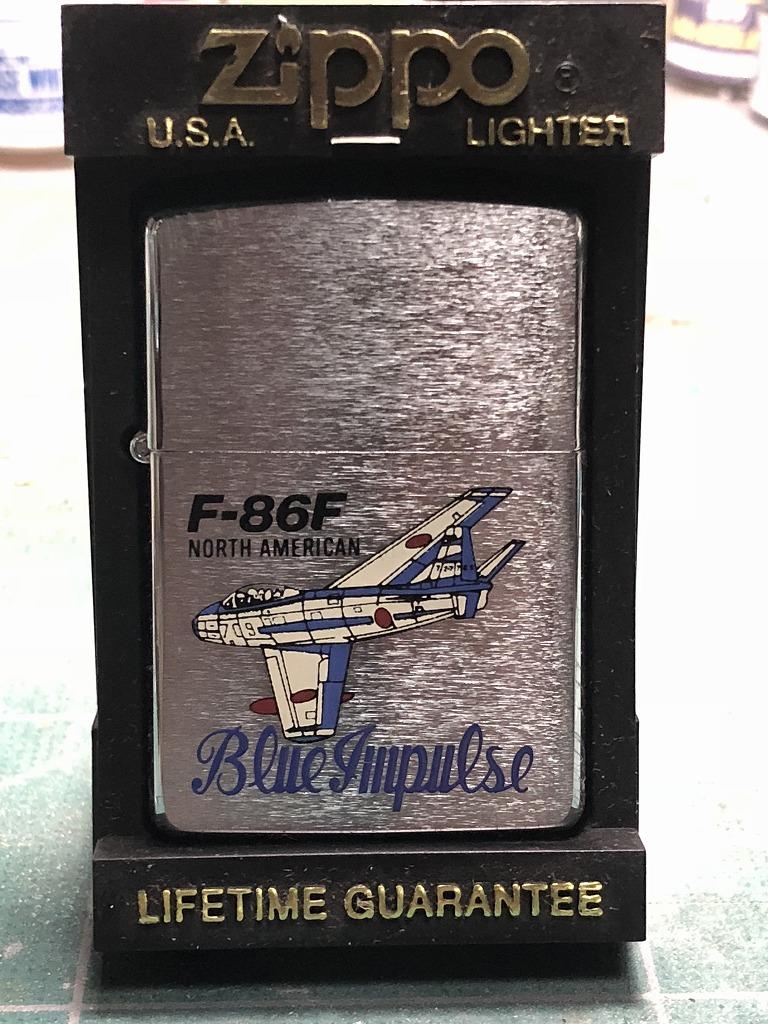 Zippo ®
U.S.A. LIGHTER
F-86F
NORTH AMERICAN
Blue Impulse
LIFETIME GUARANTEE